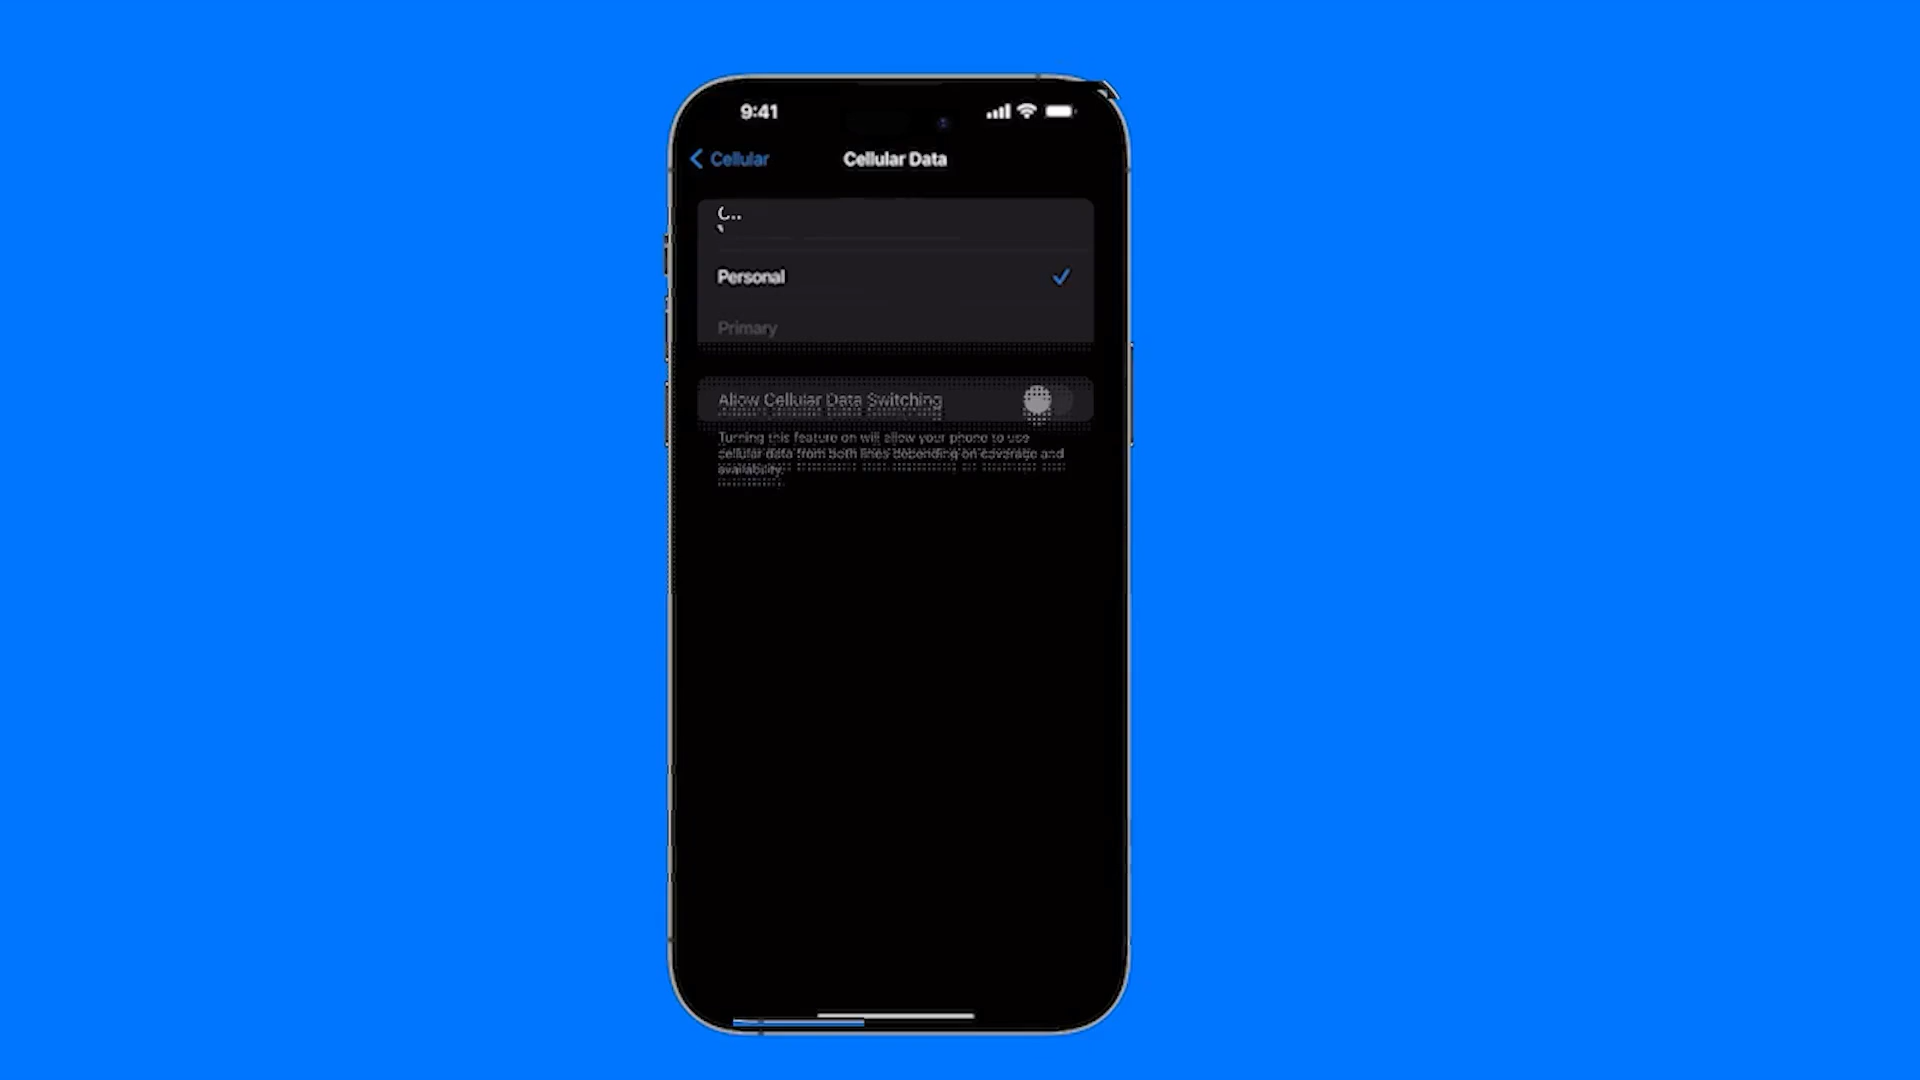 9:41
Cellular Cellular Data
Personal
Primary
Allow Cellular Data Switching
Turning this feature on will allow your phone to use
cellular data from both lines depending on coverage and
availability.